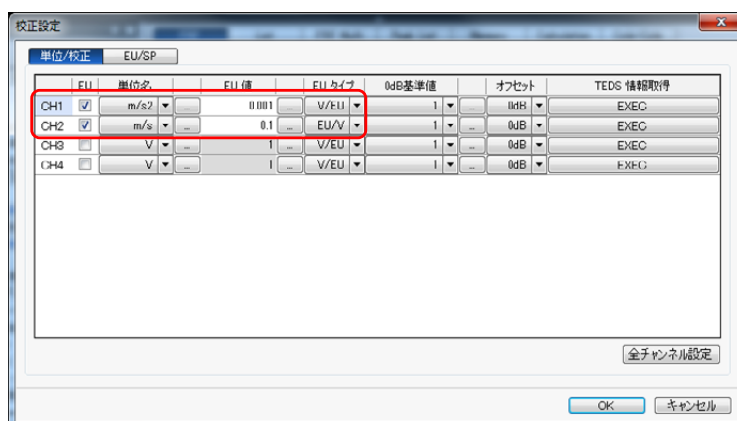 校正設定
単位/校正 EU/SP
EU 単位名 EU 値 EU タイプ 0dB基準値 オフセット TEDS 情報取得
CH1 m/s2 ... 0.001 ... V/EU 1 ... 0dB EXEC
CH2 m/s ... 0.1 ... EU/V 1 ... 0dB EXEC
CH3 V ... 1 ... V/EU 1 ... 0dB EXEC
CH4 V ... 1 ... V/EU 1 ... 0dB EXEC
全チャンネル設定
OK キャンセル